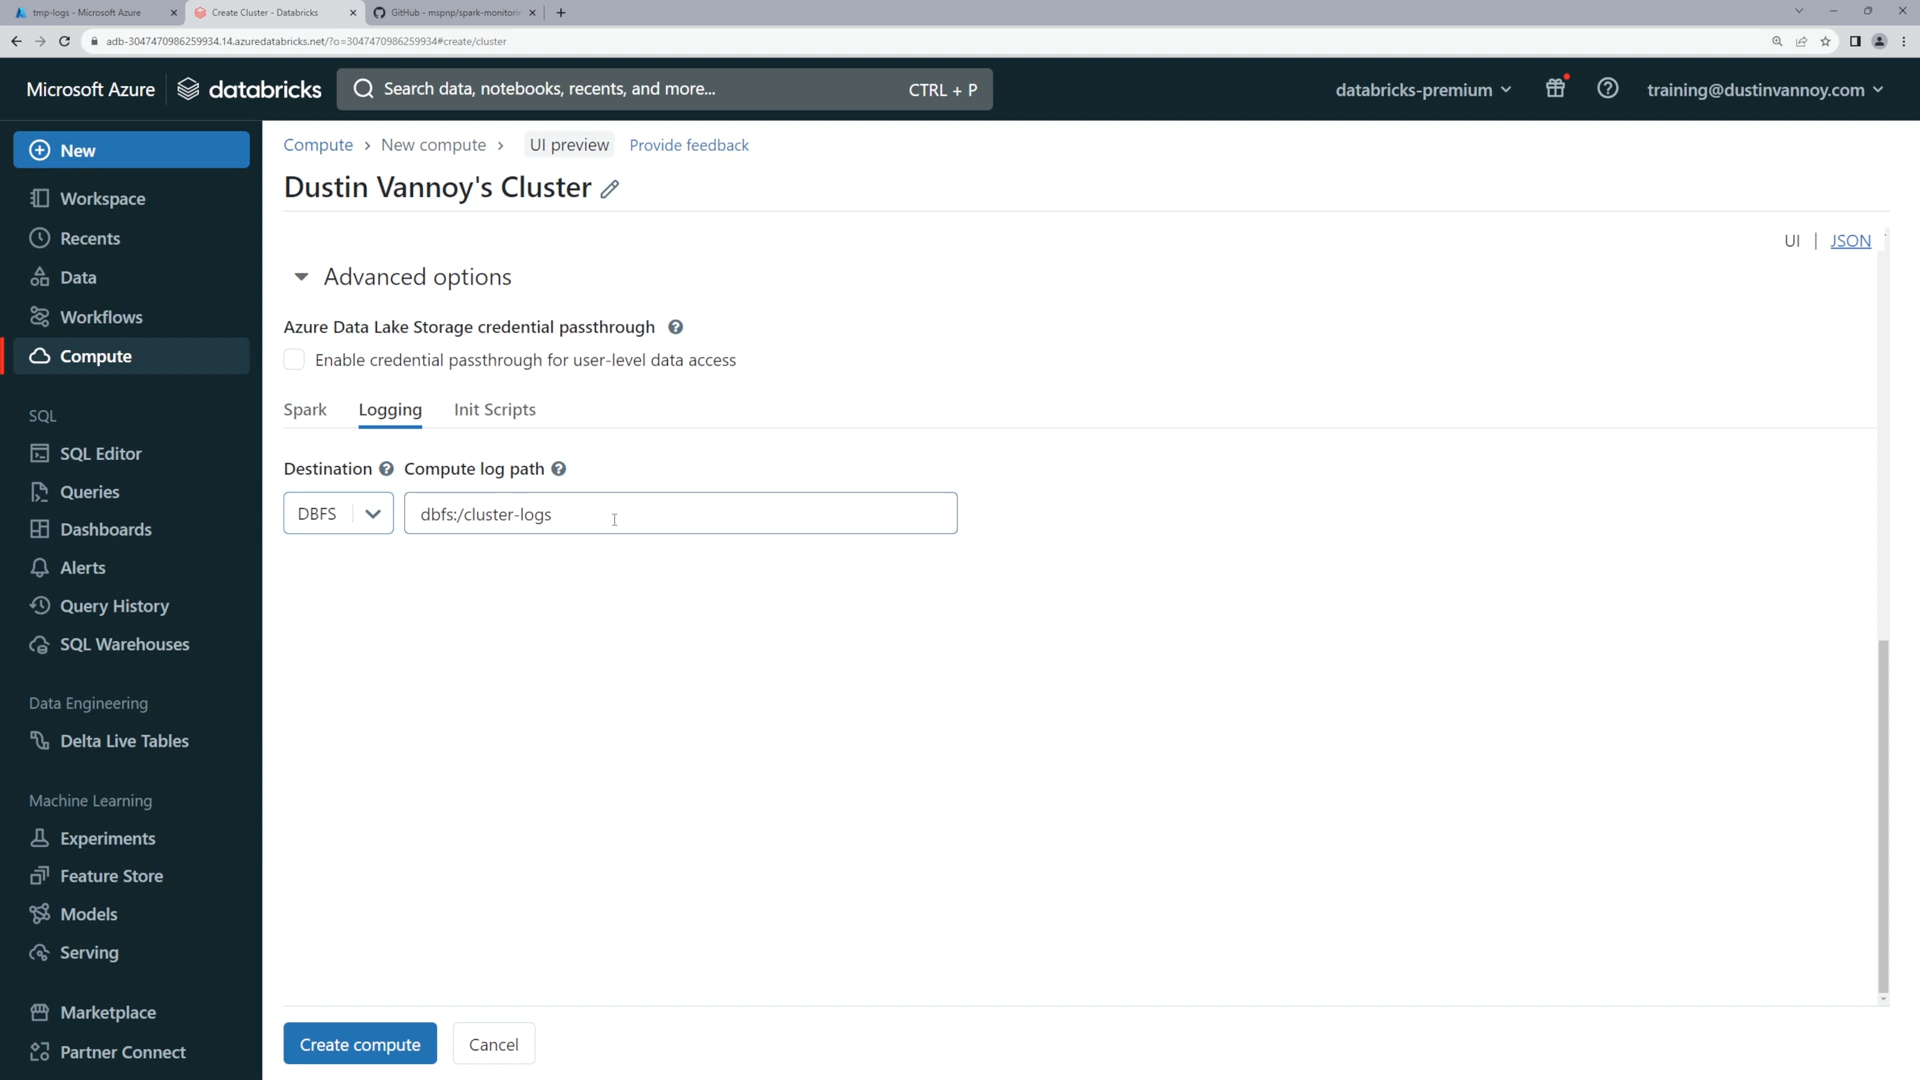 tmp-logs - Microsoft Azure
Create Cluster - Databricks
GitHub - mspnp/spark-monitorin
adb-3047470986259934.14.azuredatabricks.net/?o=3047470986259934#create/cluster
Microsoft Azure
databricks
Search data, notebooks, recents, and more...
CTRL + P
databricks-premium
training@dustinvannoy.com
New
Workspace
Recents
Data
Workflows
Compute
SQL
SQL Editor
Queries
Dashboards
Alerts
Query History
SQL Warehouses
Data Engineering
Delta Live Tables
Machine Learning
Experiments
Feature Store
Models
Serving
Marketplace
Partner Connect
Compute > New compute > UI preview Provide feedback
Dustin Vannoy's Cluster
UI | JSON
Advanced options
Azure Data Lake Storage credential passthrough ?
Enable credential passthrough for user-level data access
Spark Logging Init Scripts
Destination ? Compute log path ?
DBFS dbfs:/cluster-logs
Create compute Cancel